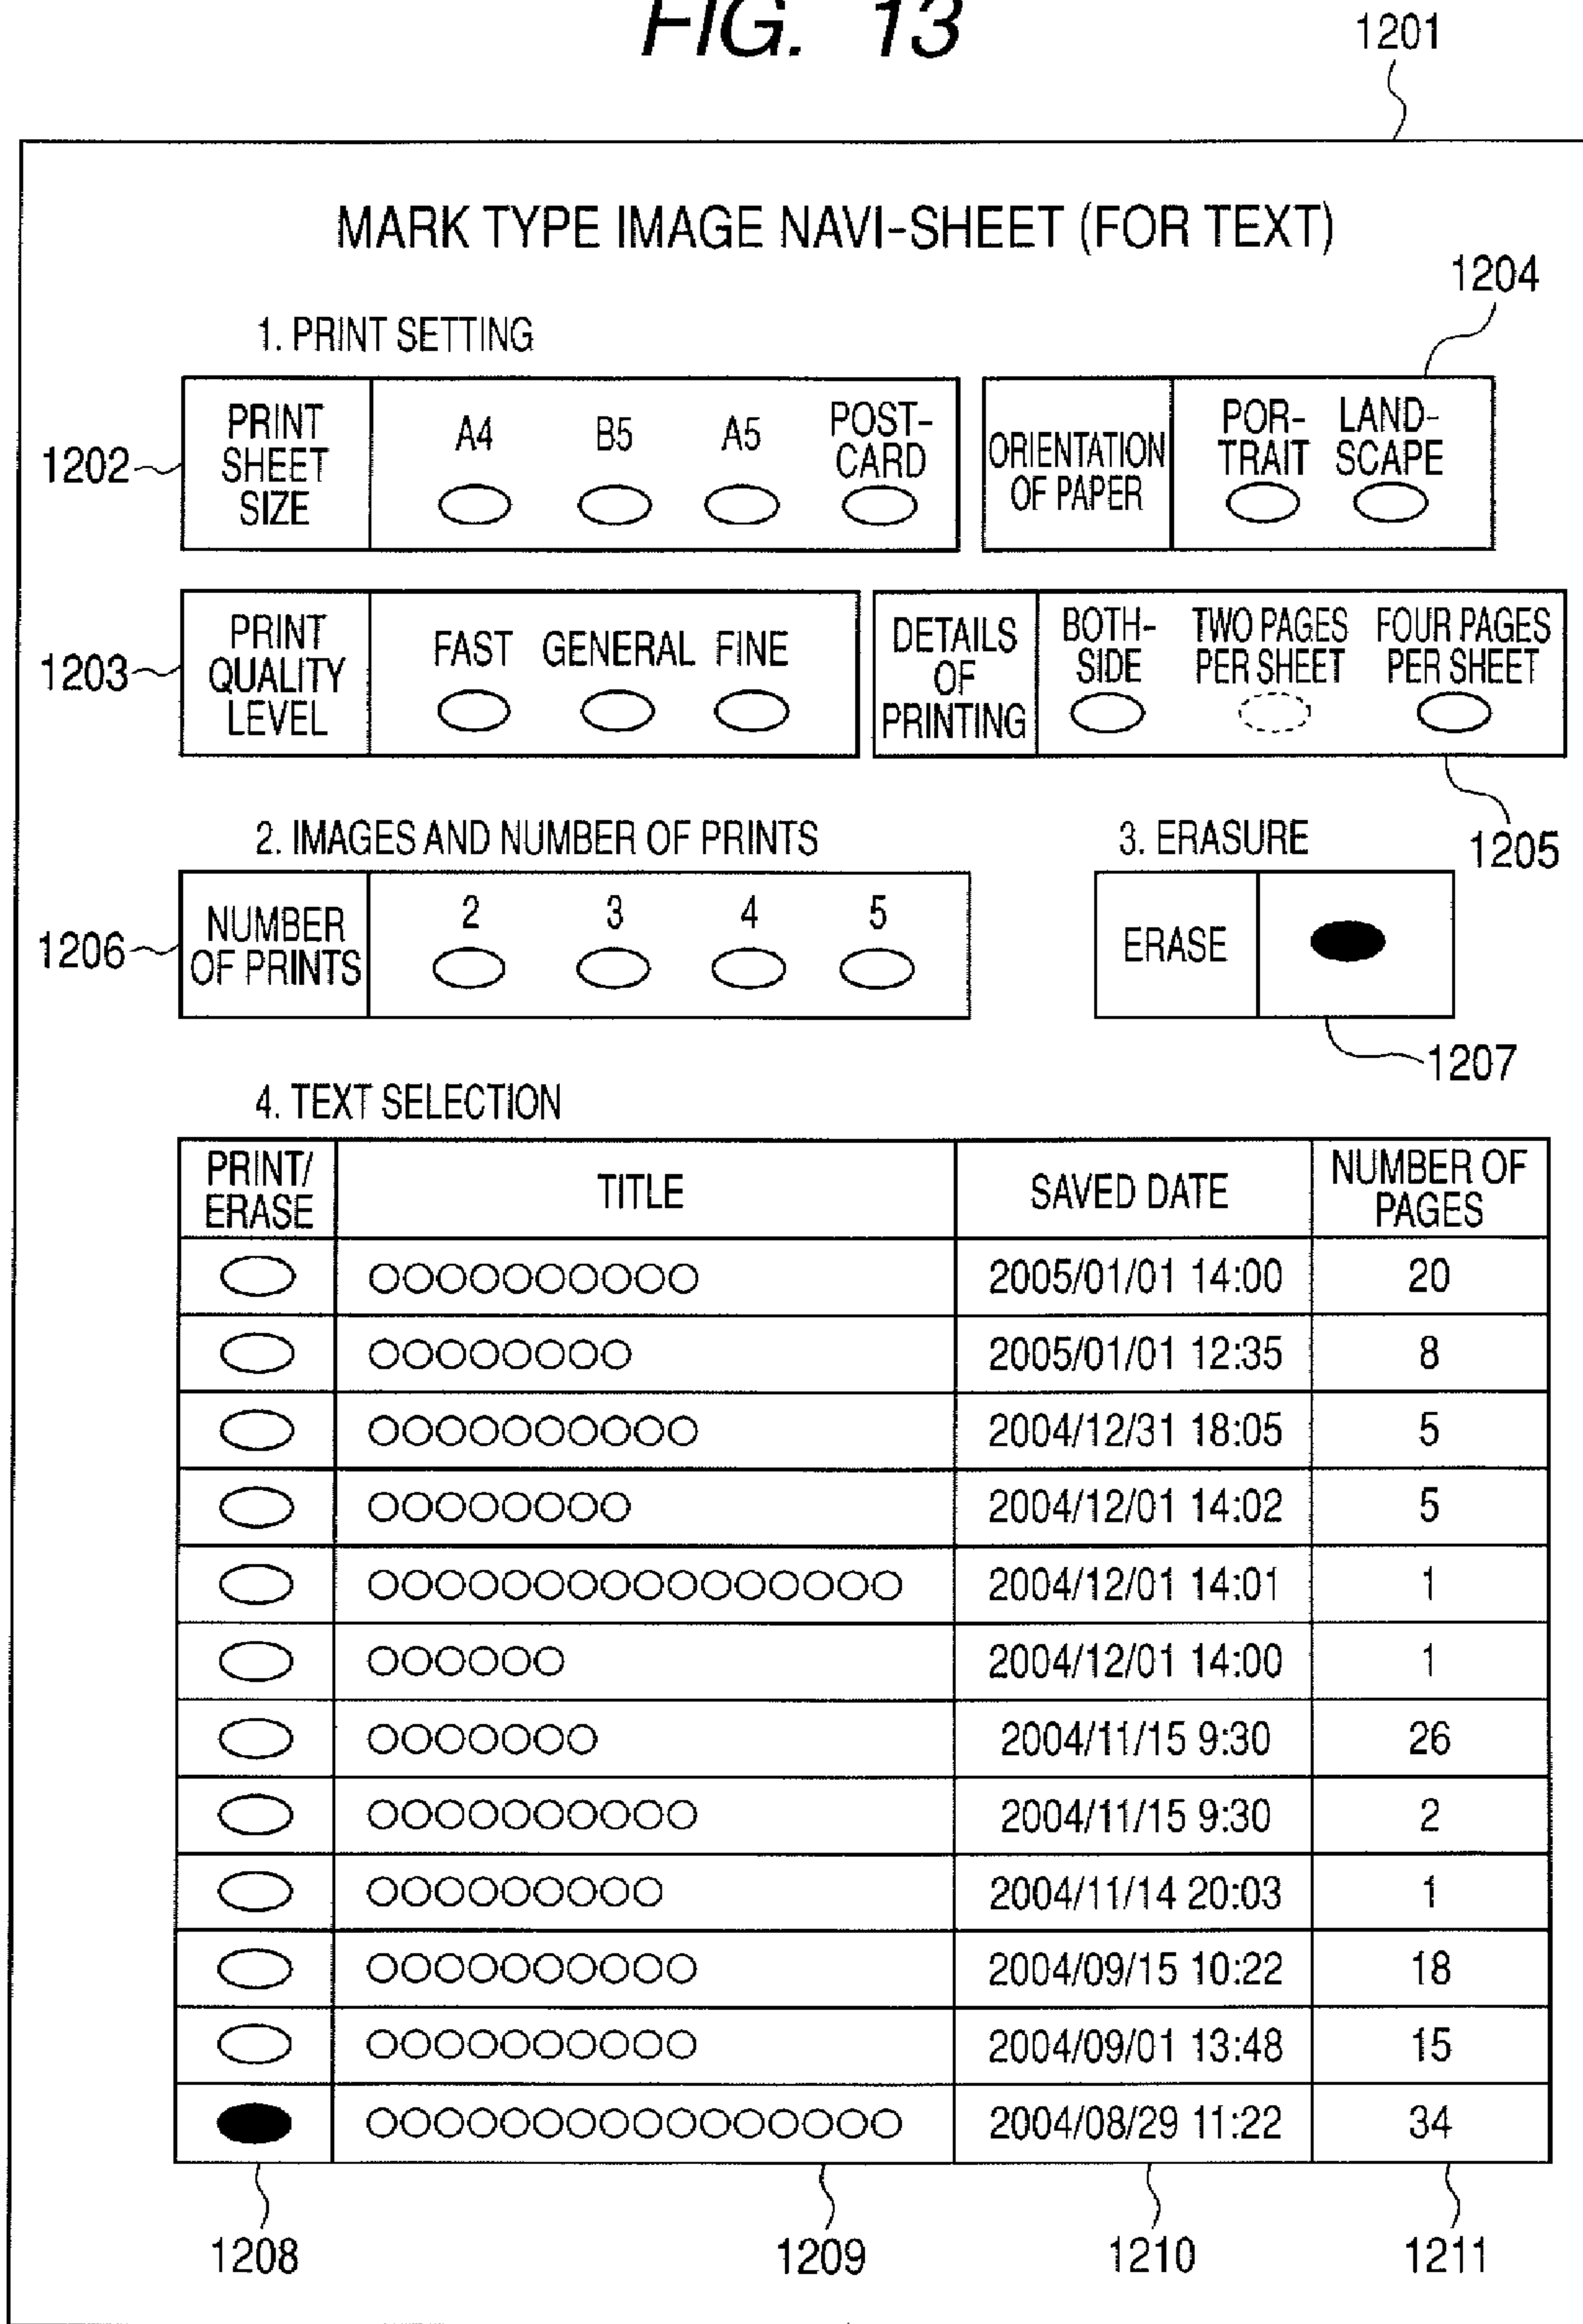 FIG. 13
1201
MARK TYPE IMAGE NAVI-SHEET (FOR TEXT)
1204
1. PRINT SETTING
1202
PRINT
SHEET
SIZE
A4
B5
A5
POST-
CARD
ORIENTATION
OF PAPER
POR-
TRAIT
LAND-
SCAPE
1203
PRINT
QUALITY
LEVEL
FAST
GENERAL
FINE
DETAILS
OF
PRINTING
BOTH-
SIDE
TWO PAGES
PER SHEET
FOUR PAGES
PER SHEET
1205
2. IMAGES AND NUMBER OF PRINTS
3. ERASURE
1206
NUMBER
OF PRINTS
2
3
4
5
ERASE
1207
4. TEXT SELECTION
PRINT/
ERASE
TITLE
SAVED DATE
NUMBER OF
PAGES
○○○○○○○○○○ 2005/01/01 14:00 20
○○○○○○○○ 2005/01/01 12:35 8
○○○○○○○○○○ 2004/12/31 18:05 5
○○○○○○○○ 2004/12/01 14:02 5
○○○○○○○○○○○○○○○○ 2004/12/01 14:01 1
○○○○○○ 2004/12/01 14:00 1
○○○○○○○ 2004/11/15 9:30 26
○○○○○○○○○○ 2004/11/15 9:30 2
○○○○○○○○○ 2004/11/14 20:03 1
○○○○○○○○○○ 2004/09/15 10:22 18
○○○○○○○○○○ 2004/09/01 13:48 15
○○○○○○○○○○○○○○○○ 2004/08/29 11:22 34
1208
1209
1210
1211